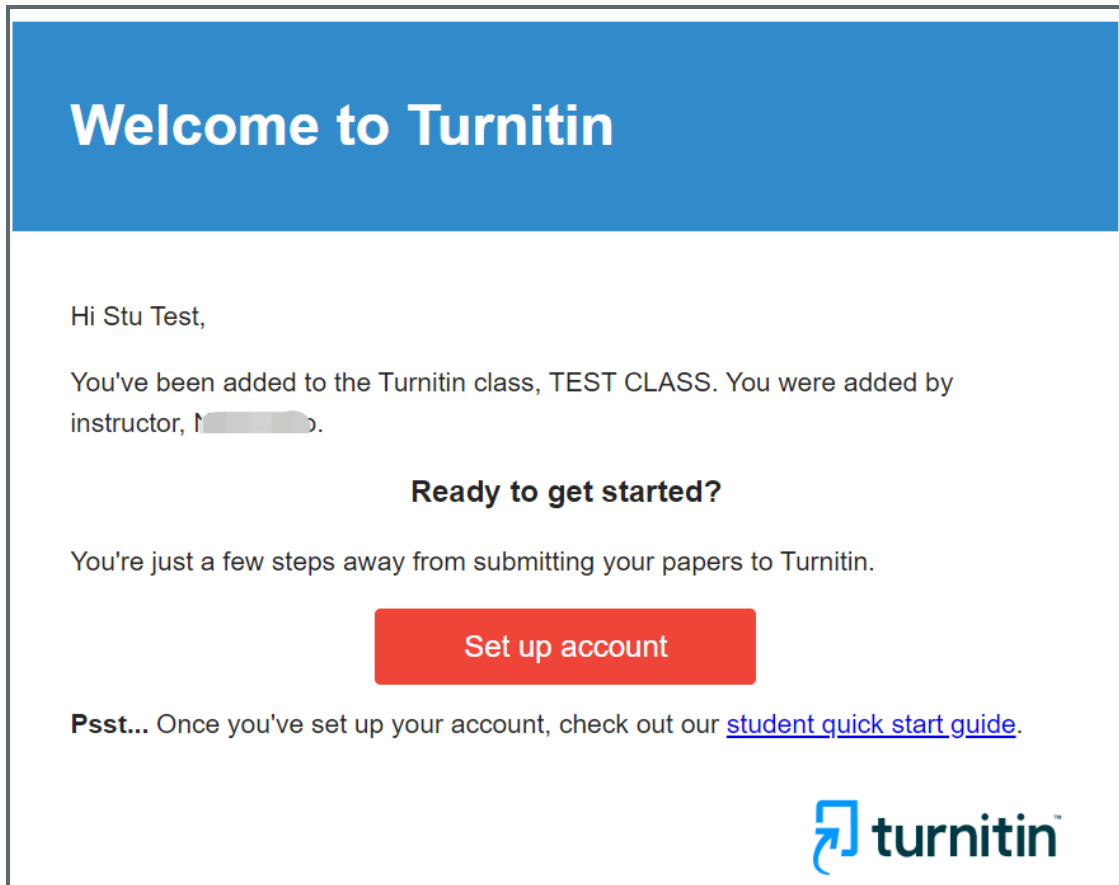 Welcome to Turnitin
Hi Stu Test,
You've been added to the Turnitin class, TEST CLASS. You were added by
instructor,
Ready to get started?
You're just a few steps away from submitting your papers to Turnitin.
Set up account
Psst... Once you've set up your account, check out our student quick start guide.
turnitin™